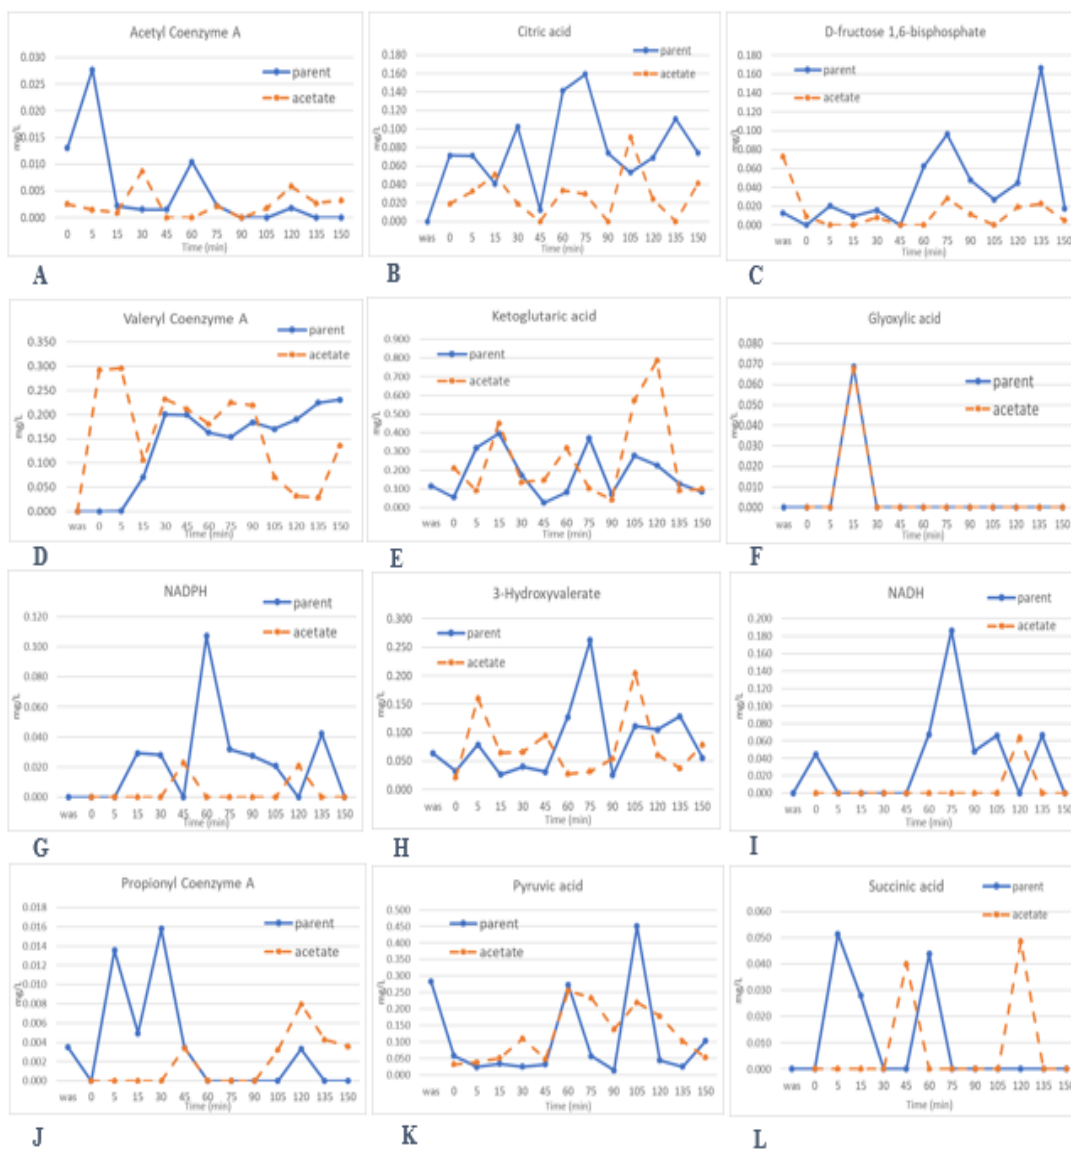 Acetyl Coenzyme A
parent
acetate
mg/L
0.030
0.025
0.020
0.015
0.010
0.005
0.000
0 5 15 30 45 60 75 90 105 120 135 150
Time (min)
A
Citric acid
parent
acetate
mg/L
0.180
0.160
0.140
0.120
0.100
0.080
0.060
0.040
0.020
0.000
was 0 5 15 30 45 60 75 90 105 120 135 150
Time (min)
B
D-fructose 1,6-bisphosphate
parent
acetate
mg/L
0.180
0.160
0.140
0.120
0.100
0.080
0.060
0.040
0.020
0.000
was 0 5 15 30 45 60 75 90 105 120 135 150
Time (min)
C
Valeryl Coenzyme A
parent
acetate
mg/L
0.350
0.300
0.250
0.200
0.150
0.100
0.050
0.000
was 0 5 15 30 45 60 75 90 105 120 135 150
Time (min)
D
Ketoglutaric acid
parent
acetate
mg/L
0.900
0.800
0.700
0.600
0.500
0.400
0.300
0.200
0.100
0.000
was 0 5 15 30 45 60 75 90 105 120 135 150
Time (min)
E
Glyoxylic acid
parent
acetate
mg/L
0.080
0.070
0.060
0.050
0.040
0.030
0.020
0.010
0.000
was 0 5 15 30 45 60 75 90 105 120 135 150
Time (min)
F
NADPH
parent
acetate
mg/L
0.120
0.100
0.080
0.060
0.040
0.020
0.000
was 0 5 15 30 45 60 75 90 105 120 135 150
Time (min)
G
3-Hydroxyvalerate
parent
acetate
mg/L
0.300
0.250
0.200
0.150
0.100
0.050
0.000
was 0 5 15 30 45 60 75 90 105 120 135 150
Time (min)
H
NADH
parent
acetate
mg/L
0.200
0.180
0.160
0.140
0.120
0.100
0.080
0.060
0.040
0.020
0.000
was 0 5 15 30 45 60 75 90 105 120 135 150
Time (min)
I
Propionyl Coenzyme A
parent
acetate
mg/L
0.018
0.016
0.014
0.012
0.010
0.008
0.006
0.004
0.002
0.000
was 0 5 15 30 45 60 75 90 105 120 135 150
Time (min)
J
Pyruvic acid
parent
acetate
mg/L
0.500
0.450
0.400
0.350
0.300
0.250
0.200
0.150
0.100
0.050
0.000
was 0 5 15 30 45 60 75 90 105 120 135 150
Time (min)
K
Succinic acid
parent
acetate
mg/L
0.060
0.050
0.040
0.030
0.020
0.010
0.000
was 0 5 15 30 45 60 75 90 105 120 135 150
Time (min)
L